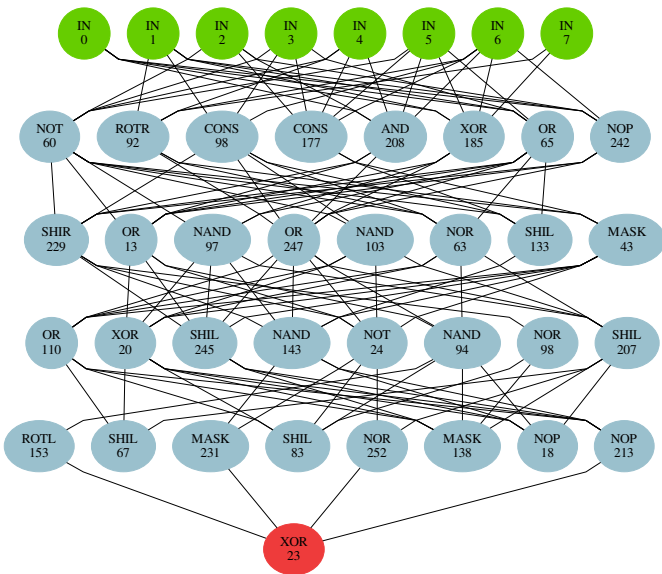 IN IN IN IN IN IN IN IN
0 1 2 3 4 5 6 7
NOT ROTR CONS CONS AND XOR OR NOP
60 92 98 177 208 185 65 242
SHIR OR NAND OR NAND NOR SHIL MASK
229 13 97 247 103 63 133 43
OR XOR SHIL NAND NOT NAND NOR SHIL
110 20 245 143 24 94 98 207
ROTL SHIL MASK SHIL NOR MASK NOP NOP
153 67 231 83 252 138 18 213
XOR
23